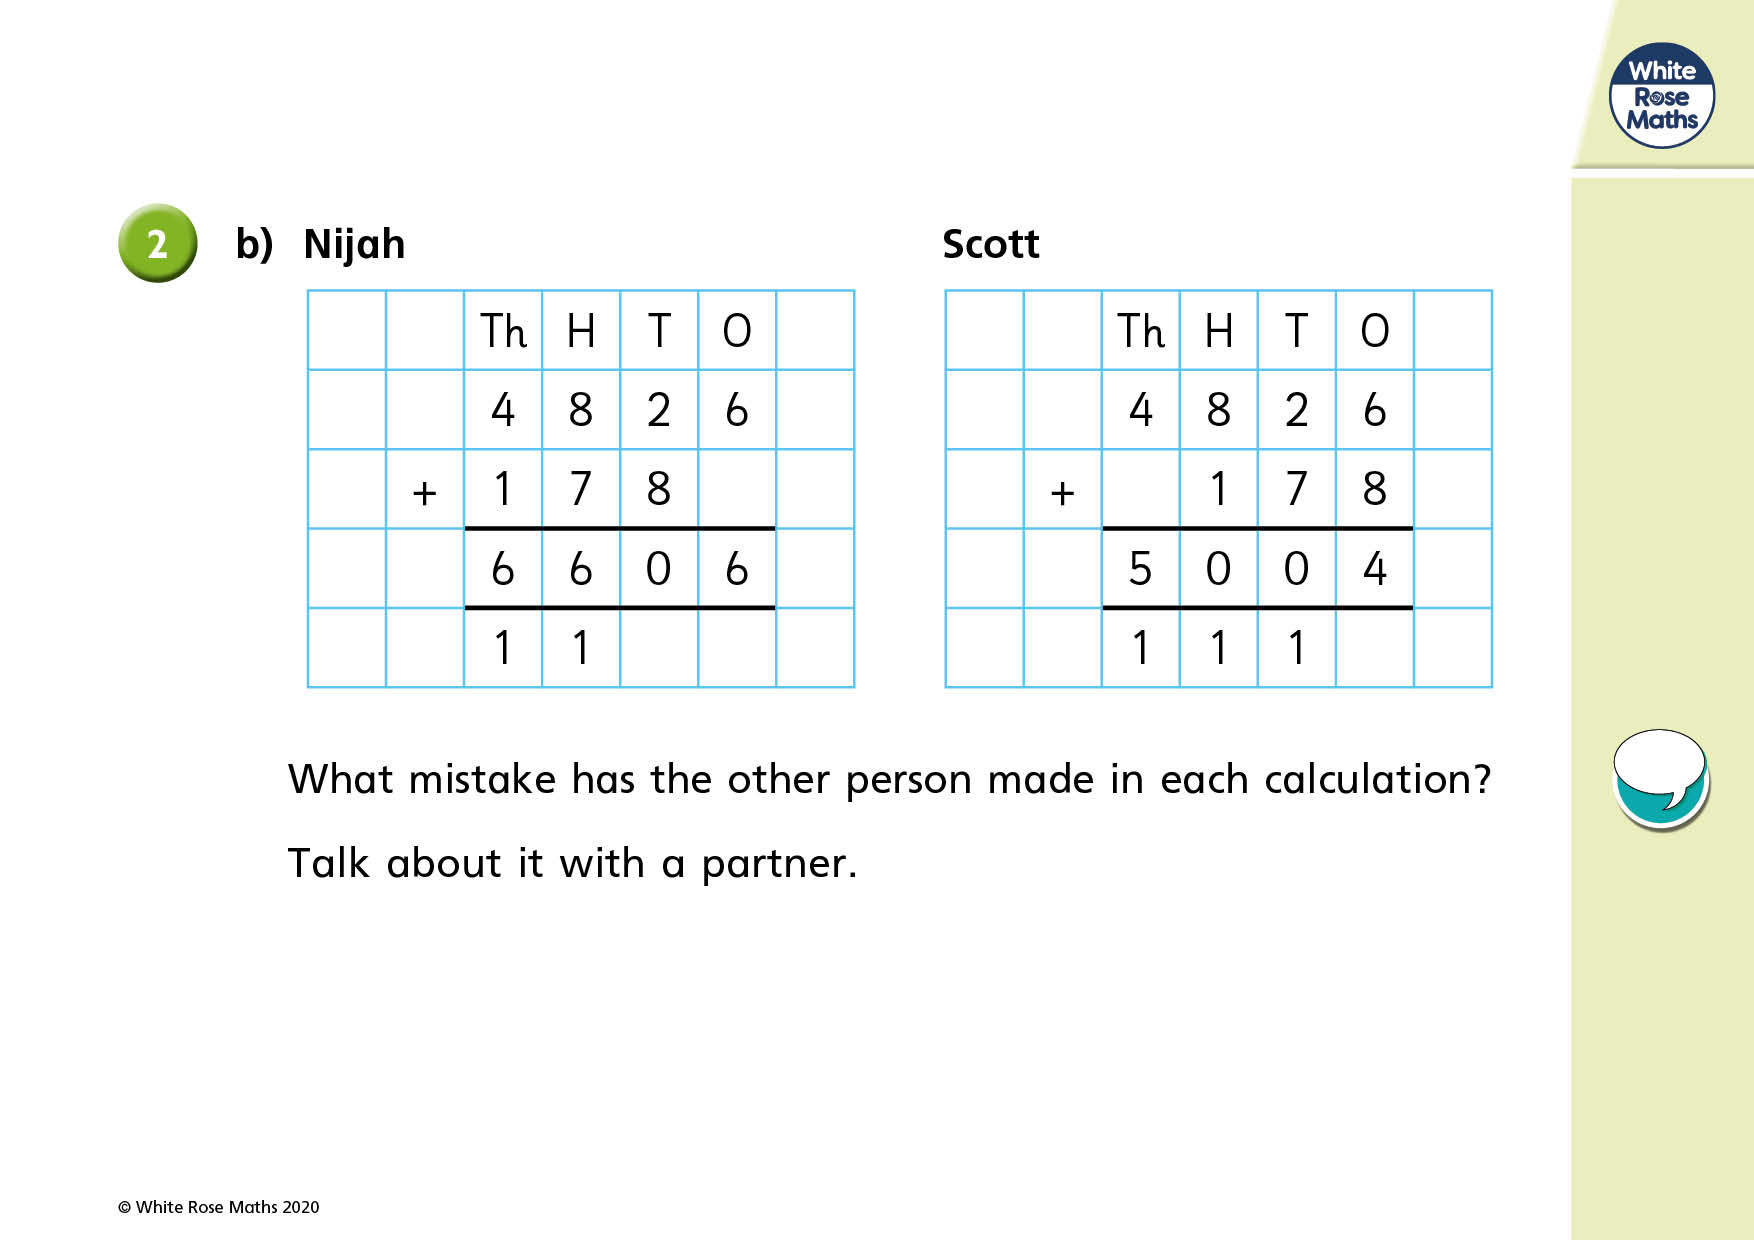 White
Rose
Maths
2 b) Nijah Scott
Th H T O Th H T O
4 8 2 6 4 8 2 6
+ 1 7 8 + 1 7 8
6 6 0 6 5 0 0 4
1 1 1 1 1
What mistake has the other person made in each calculation?
Talk about it with a partner.
© White Rose Maths 2020